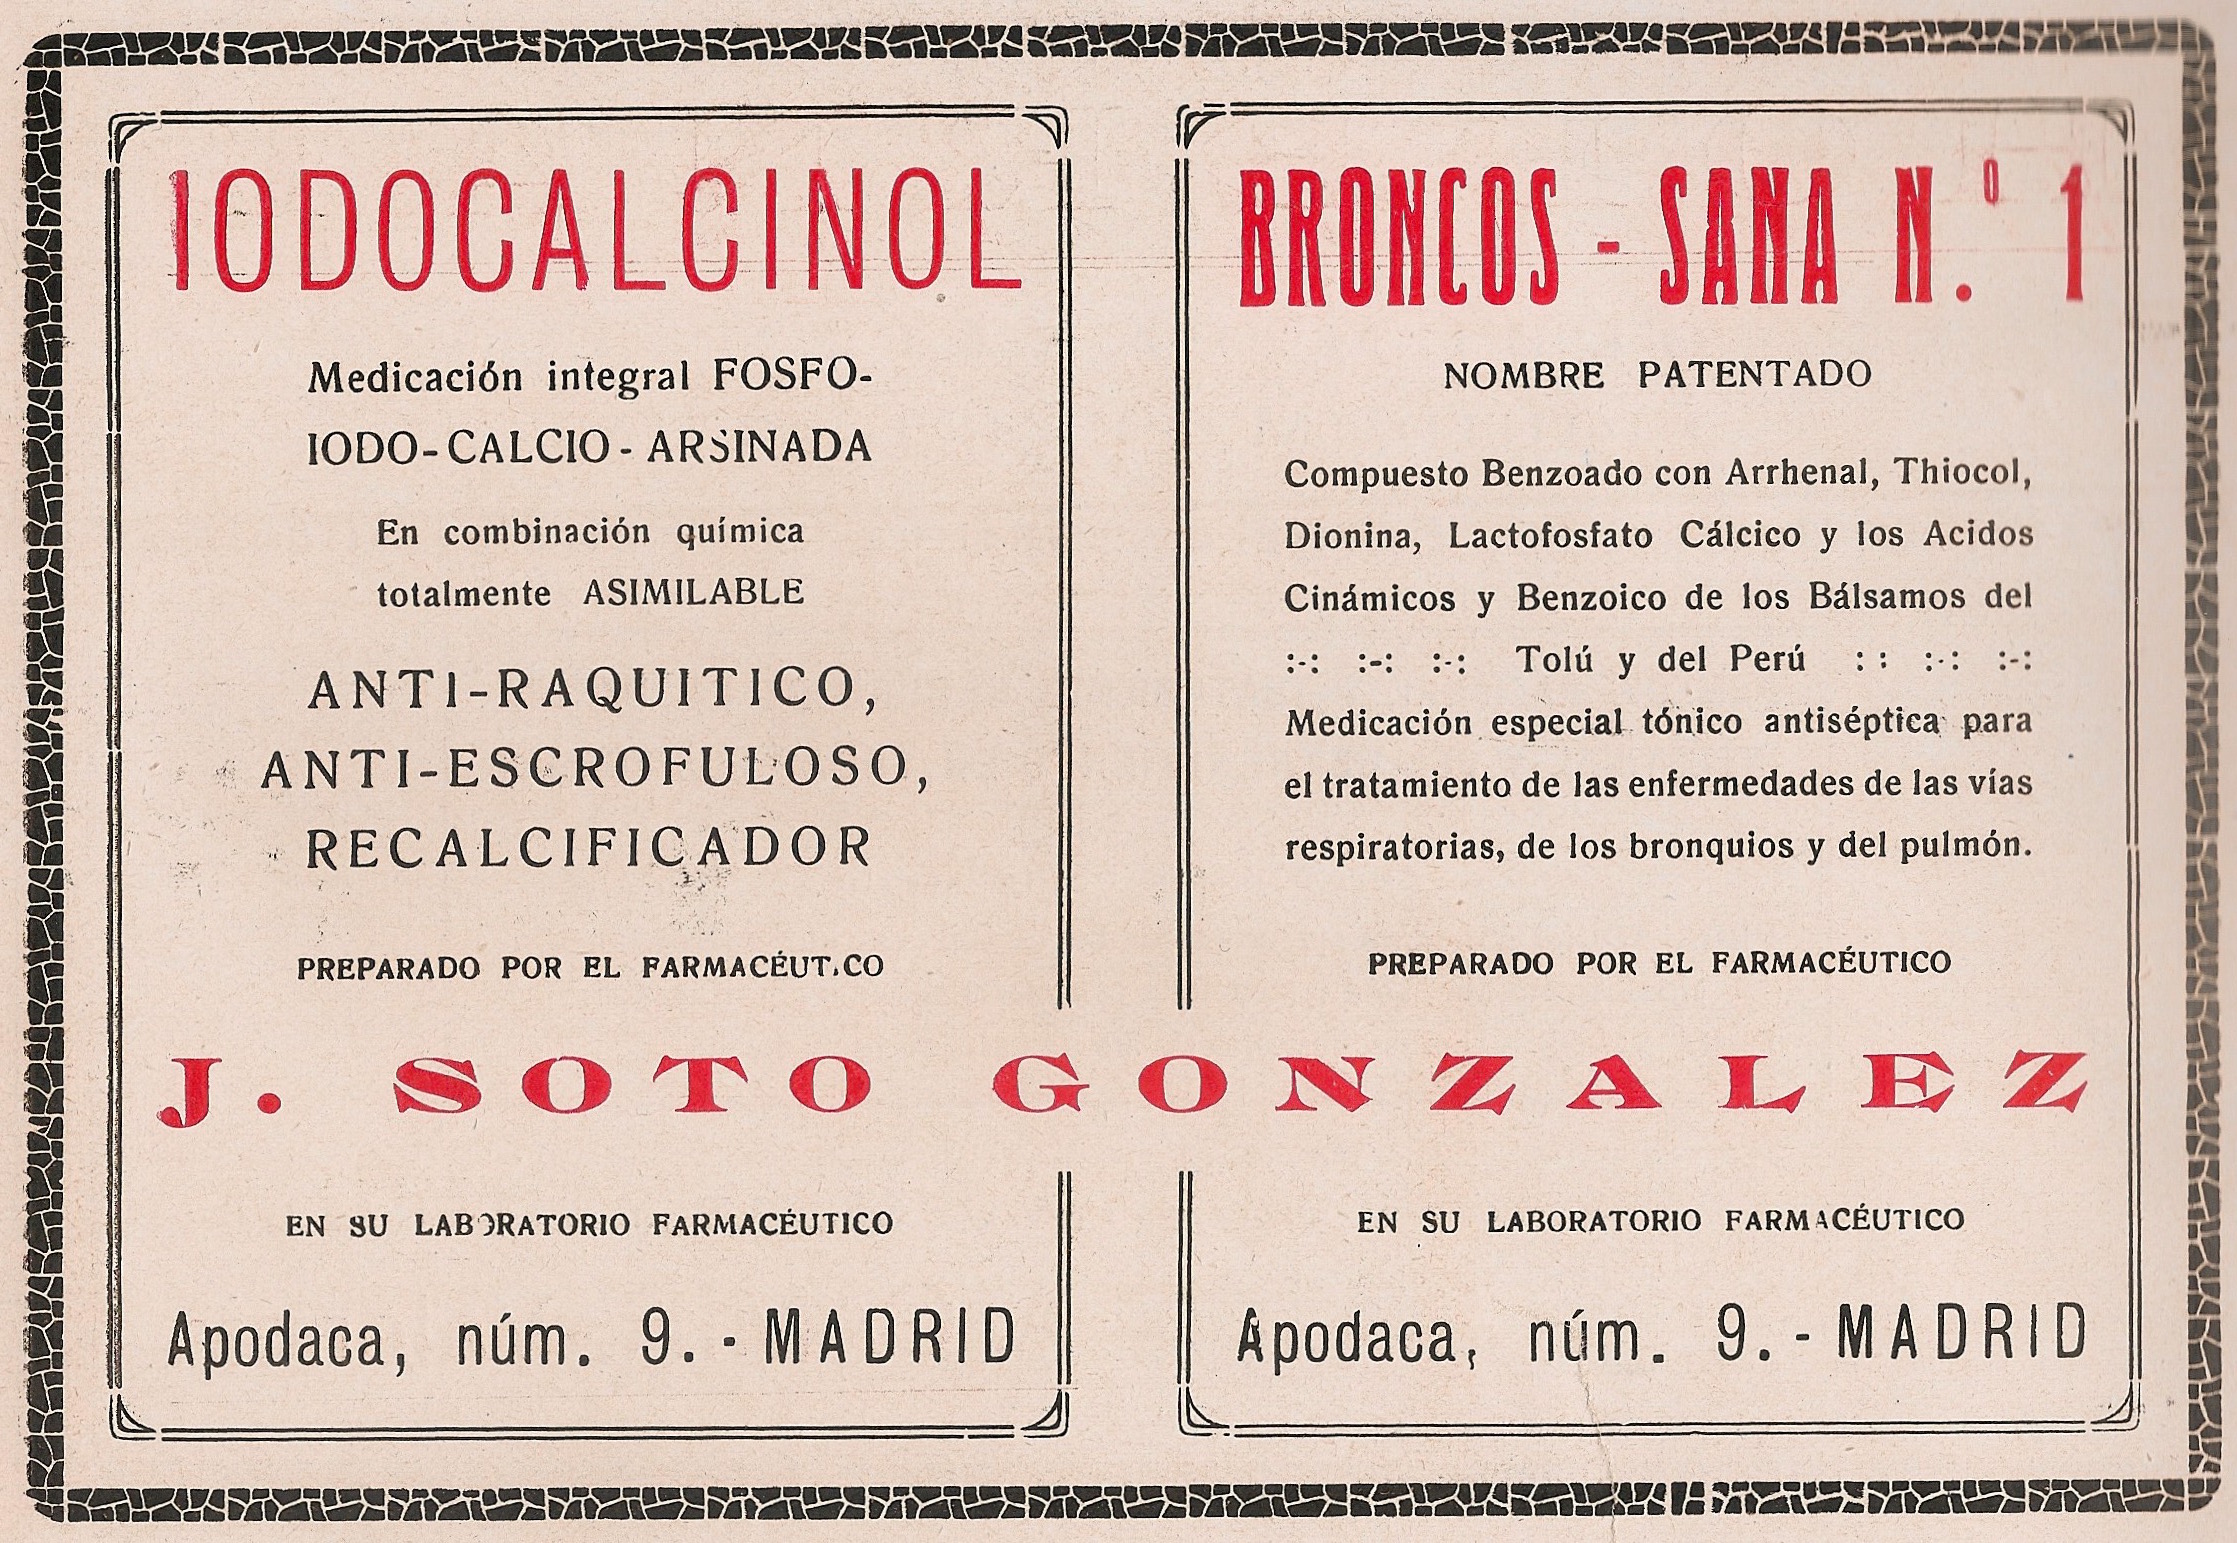 IODOCALCINOL
Medicación integral FOSFO-
IODO-CALCIO-ARSINADA
En combinación química
totalmente ASIMILABLE
ANTI-RAQUITICO,
ANTI-ESCROFULOSO,
RECALCIFICADOR
PREPARADO POR EL FARMACÉUTICO
BRONCOS - SANA N.º 1
NOMBRE PATENTADO
Compuesto Benzoado con Arrhenal, Thiocol,
Dionina, Lactofosfato Cálcico y los Acidos
Cinámicos y Benzoico de los Bálsamos del
:-: :-: :-: Tolú y del Perú : : :-: :-:
Medicación especial tónico antiséptica para
el tratamiento de las enfermedades de las vías
respiratorias, de los bronquios y del pulmón.
PREPARADO POR EL FARMACÉUTICO
J. SOTO GONZALEZ
EN SU LABORATORIO FARMACÉUTICO
Apodaca, núm. 9. - MADRID
EN SU LABORATORIO FARMACÉUTICO
Apodaca, núm. 9. - MADRID